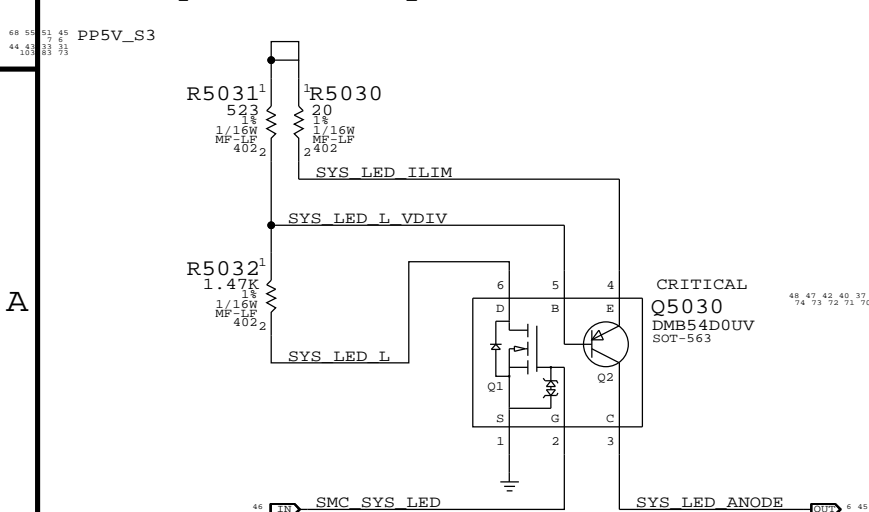 68 55 51 45
7 6
44 43 33 31
103 83 73
PP5V_S3
R5031
1
523
1%
1/16W
MF-LF
402
2
1
R5030
20
1%
1/16W
MF-LF
402
2
SYS_LED_ILIM
SYS_LED_L_VDIV
R5032
1
1.47K
1%
1/16W
MF-LF
402
2
A
SYS_LED_L
6 5 4
D B E
CRITICAL
Q5030
DMB54D0UV
SOT-563
48 47 42 40 37
74 73 72 71 70
Q1
Q2
S G C
1 2 3
46 IN SMC_SYS_LED
SYS_LED_ANODE OUT 6 45